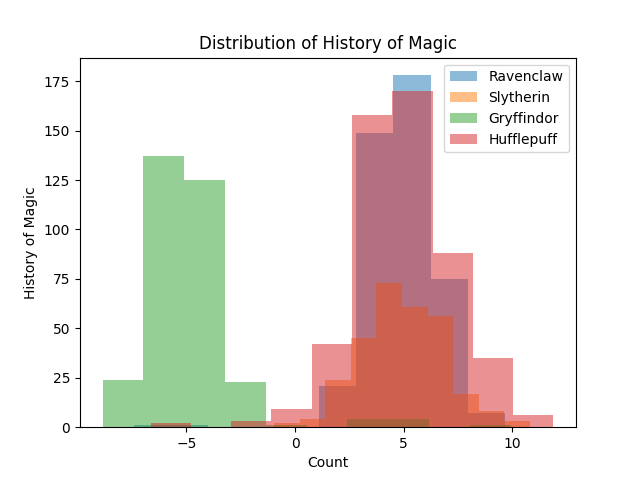 Distribution of History of Magic
Ravenclaw
Slytherin
Gryffindor
Hufflepuff
175
150
125
100
75
50
25
0
History of Magic
−5
0
5
10
Count